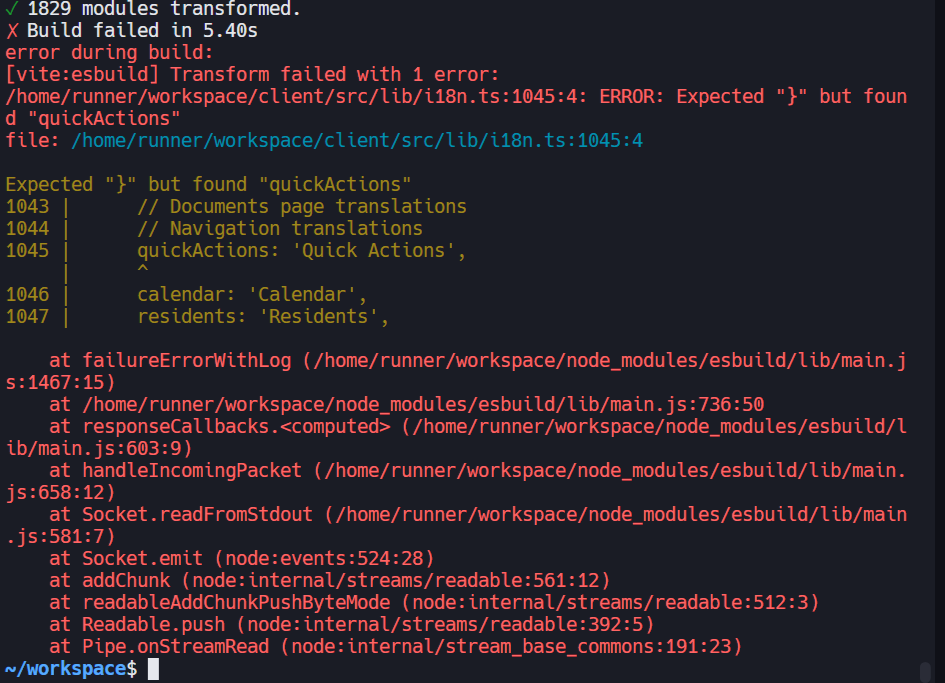 ✓ 1829 modules transformed.
✗ Build failed in 5.40s
error during build:
[vite:esbuild] Transform failed with 1 error:
/home/runner/workspace/client/src/lib/i18n.ts:1045:4: ERROR: Expected "}" but foun
d "quickActions"
file: /home/runner/workspace/client/src/lib/i18n.ts:1045:4
Expected "}" but found "quickActions"
1043 |      // Documents page translations
1044 |      // Navigation translations
1045 |      quickActions: 'Quick Actions',
     |      ^
1046 |      calendar: 'Calendar',
1047 |      residents: 'Residents',
    at failureErrorWithLog (/home/runner/workspace/node_modules/esbuild/lib/main.j
s:1467:15)
    at /home/runner/workspace/node_modules/esbuild/lib/main.js:736:50
    at responseCallbacks.<computed> (/home/runner/workspace/node_modules/esbuild/l
ib/main.js:603:9)
    at handleIncomingPacket (/home/runner/workspace/node_modules/esbuild/lib/main.
js:658:12)
    at Socket.readFromStdout (/home/runner/workspace/node_modules/esbuild/lib/main
.js:581:7)
    at Socket.emit (node:events:524:28)
    at addChunk (node:internal/streams/readable:561:12)
    at readableAddChunkPushByteMode (node:internal/streams/readable:512:3)
    at Readable.push (node:internal/streams/readable:392:5)
    at Pipe.onStreamRead (node:internal/stream_base_commons:191:23)
~/workspace$